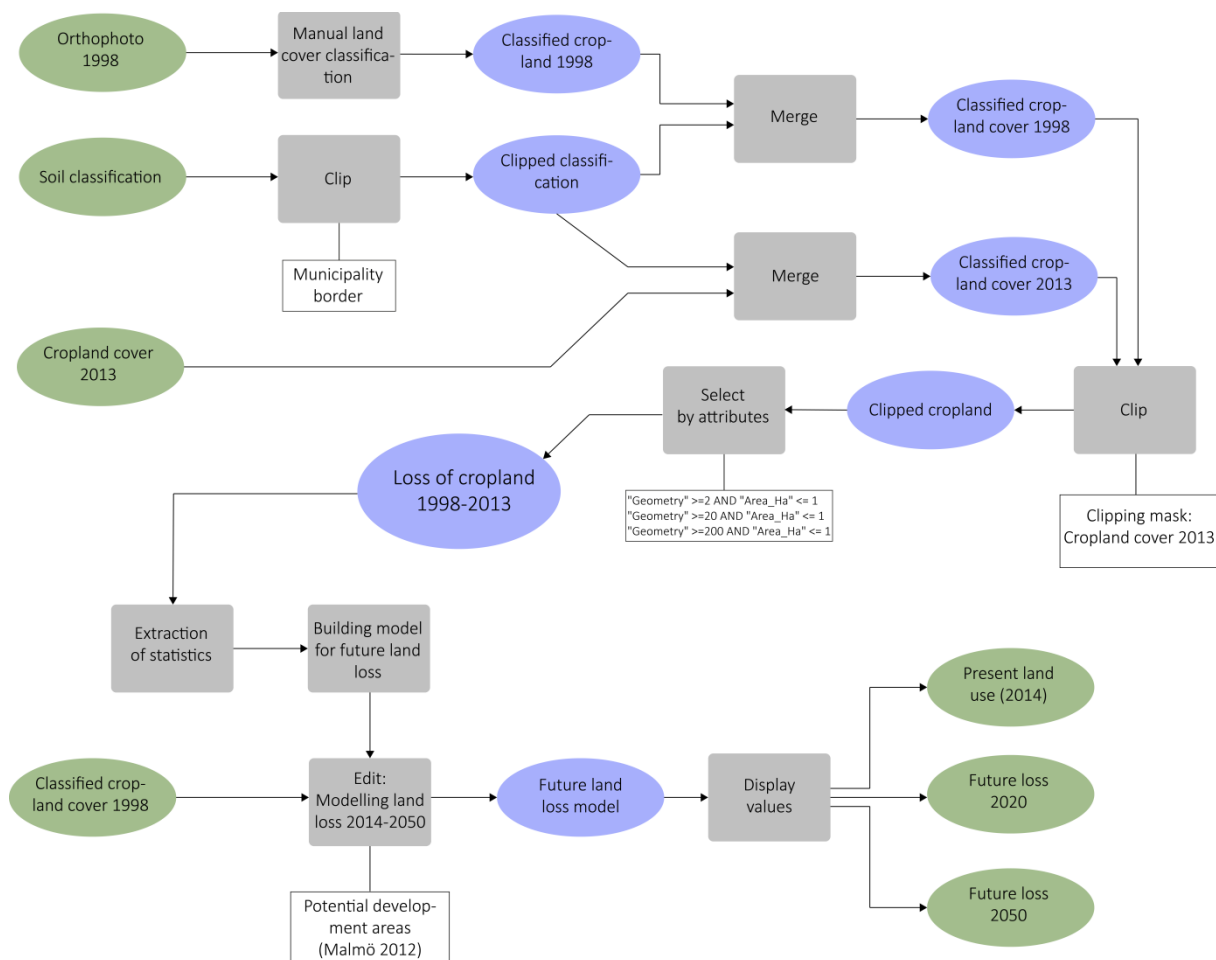 Orthophoto
1998
Manual land
cover classifica-
tion
Classified crop-
land 1998
Merge
Classified crop-
land cover 1998
Soil classification
Clip
Clipped classifi-
cation
Municipality
border
Merge
Classified crop-
land cover 2013
Cropland cover
2013
Select
by attributes
Clipped cropland
Clip
Loss of cropland
1998-2013
"Geometry" >=2 AND "Area_Ha" <= 1
"Geometry" >=20 AND "Area_Ha" <= 1
"Geometry" >=200 AND "Area_Ha" <= 1
Clipping mask:
Cropland cover 2013
Extraction
of statistics
Building model
for future land
loss
Present land
use (2014)
Classified crop-
land cover 1998
Edit:
Modelling land
loss 2014-2050
Future land
loss model
Display
values
Future loss
2020
Potential develop-
ment areas
(Malmö 2012)
Future loss
2050